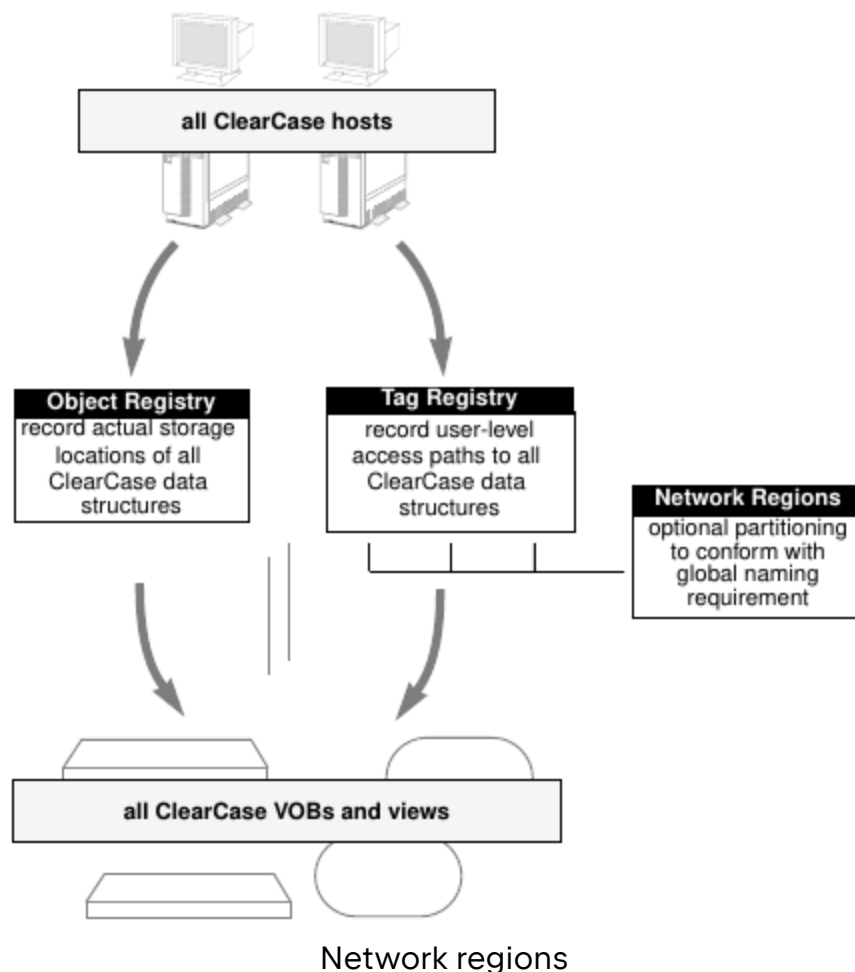 all ClearCase hosts
Object Registry
record actual storage
locations of all
ClearCase data
structures
Tag Registry
record user-level
access paths to all
ClearCase data
structures
Network Regions
optional partitioning
to conform with
global naming
requirement
all ClearCase VOBs and views
Network regions